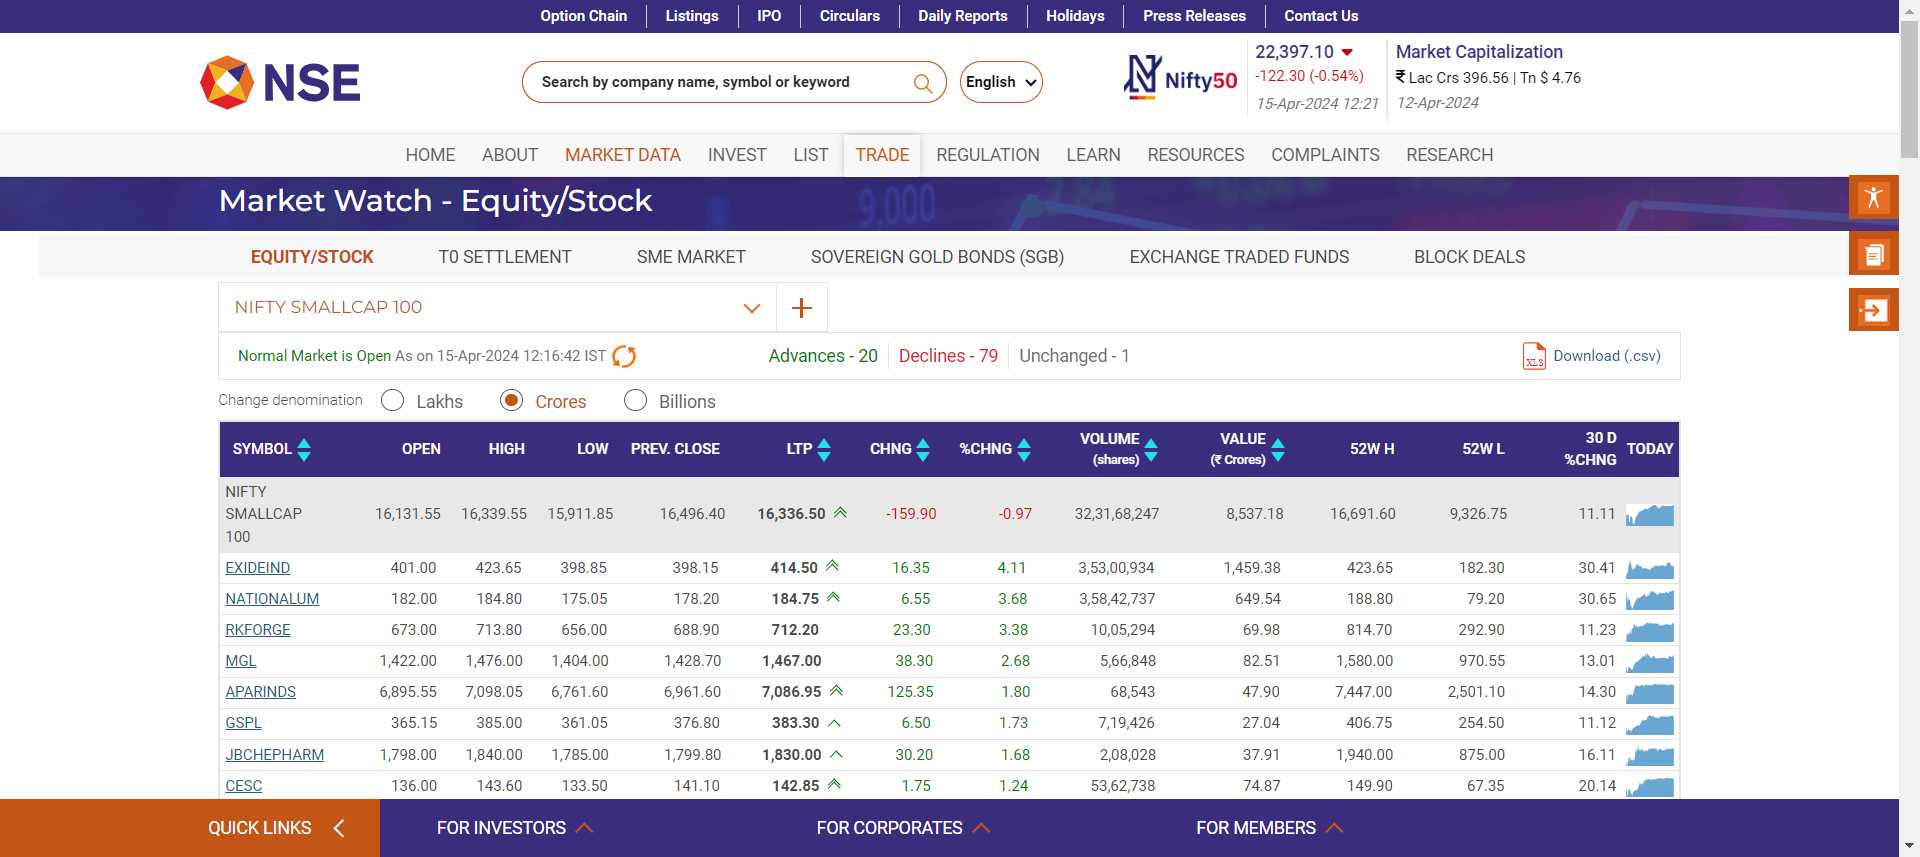 Option Chain Listings IPO Circulars Daily Reports Holidays Press Releases Contact Us
NSE
Search by company name, symbol or keyword
English
Nifty50
22,397.10
-122.30 (-0.54%)
15-Apr-2024 12:21
Market Capitalization
₹ Lac Crs 396.56 | Tn $ 4.76
12-Apr-2024
HOME ABOUT MARKET DATA INVEST LIST TRADE REGULATION LEARN RESOURCES COMPLAINTS RESEARCH
Market Watch - Equity/Stock
9,000
EQUITY/STOCK T0 SETTLEMENT SME MARKET SOVEREIGN GOLD BONDS (SGB) EXCHANGE TRADED FUNDS BLOCK DEALS
NIFTY SMALLCAP 100
Normal Market is Open As on 15-Apr-2024 12:16:42 IST Advances - 20 Declines - 79 Unchanged - 1 XLS Download (.csv)
Change denomination Lakhs Crores Billions
SYMBOL OPEN HIGH LOW PREV. CLOSE LTP CHNG %CHNG VOLUME (shares) VALUE (₹ Crores) 52W H 52W L 30 D %CHNG TODAY
NIFTY SMALLCAP 100 16,131.55 16,339.55 15,911.85 16,496.40 16,336.50 -159.90 -0.97 32,31,68,247 8,537.18 16,691.60 9,326.75 11.11
EXIDEIND 401.00 423.65 398.85 398.15 414.50 16.35 4.11 3,53,00,934 1,459.38 423.65 182.30 30.41
NATIONALUM 182.00 184.80 175.05 178.20 184.75 6.55 3.68 3,58,42,737 649.54 188.80 79.20 30.65
RKFORGE 673.00 713.80 656.00 688.90 712.20 23.30 3.38 10,05,294 69.98 814.70 292.90 11.23
MGL 1,422.00 1,476.00 1,404.00 1,428.70 1,467.00 38.30 2.68 5,66,848 82.51 1,580.00 970.55 13.01
APARINDS 6,895.55 7,098.05 6,761.60 6,961.60 7,086.95 125.35 1.80 68,543 47.90 7,447.00 2,501.10 14.30
GSPL 365.15 385.00 361.05 376.80 383.30 6.50 1.73 7,19,426 27.04 406.75 254.50 11.12
JBCHEPHARM 1,798.00 1,840.00 1,785.00 1,799.80 1,830.00 30.20 1.68 2,08,028 37.91 1,940.00 875.00 16.11
CESC 136.00 143.60 133.50 141.10 142.85 1.75 1.24 53,62,738 74.87 149.90 67.35 20.14
QUICK LINKS FOR INVESTORS FOR CORPORATES FOR MEMBERS